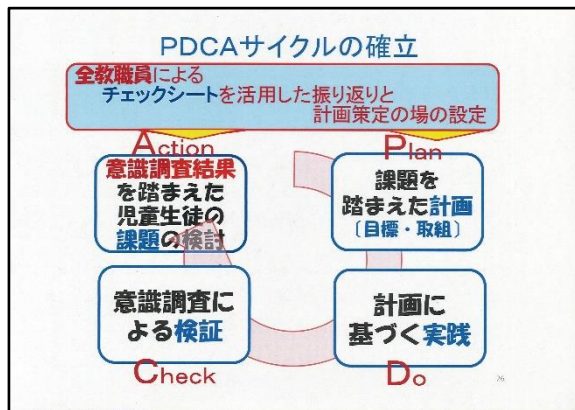 PDCAサイクルの確立
全教職員による
チェックシートを活用した振り返りと
計画策定の場の設定
Action
意識調査結果
を踏まえた
児童生徒の
課題の検討
Plan
課題を
踏まえた計画
〔目標・取組〕
意識調査に
よる検証
Check
計画に
基づく実践
Do
26